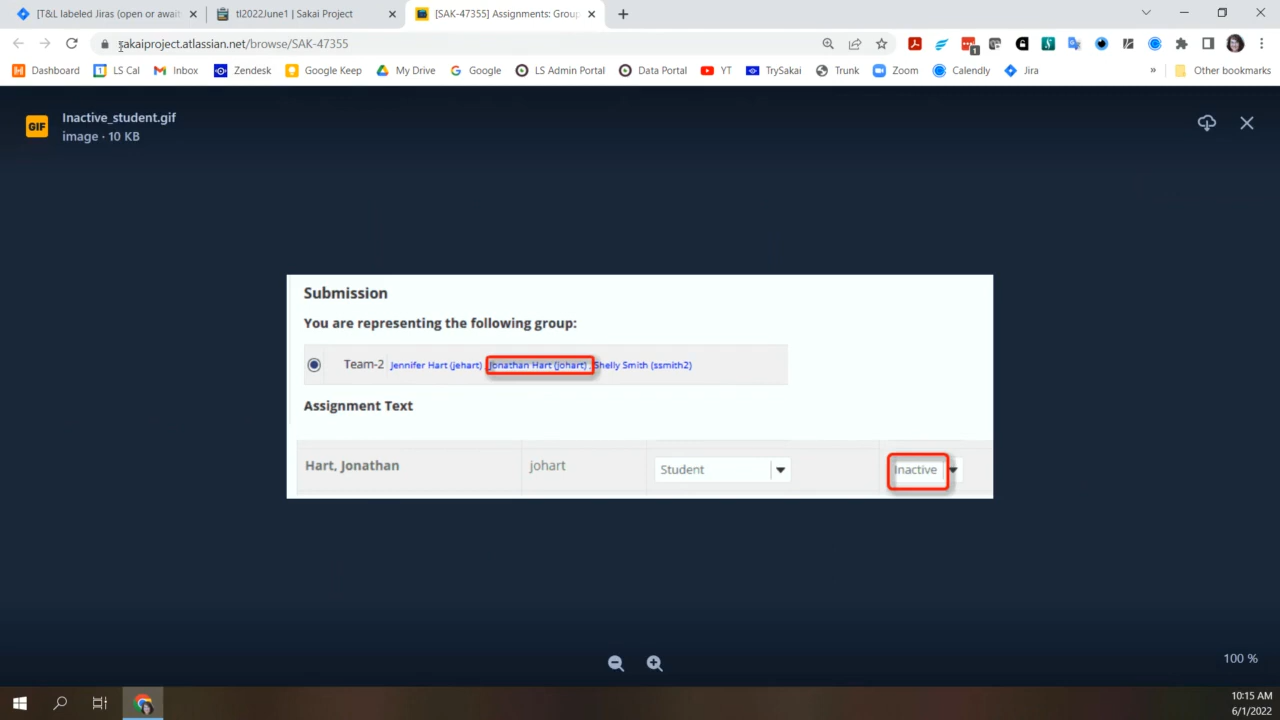 [T&L labeled Jiras (open or await
tl2022June1 | Sakai Project
[SAK-47355] Assignments: Group
sakaiproject.atlassian.net/browse/SAK-47355
Dashboard
LS Cal
Inbox
Zendesk
Google Keep
My Drive
Google
LS Admin Portal
Data Portal
YT
TrySakai
Trunk
Zoom
Calendly
Jira
»
Other bookmarks
GIF
Inactive_student.gif
image · 10 KB
Submission
You are representing the following group:
Team-2 Jennifer Hart (jehart) Jonathan Hart (johart) Shelly Smith (ssmith2)
Assignment Text
Hart, Jonathan johart Student Inactive
100 %
10:15 AM
6/1/2022